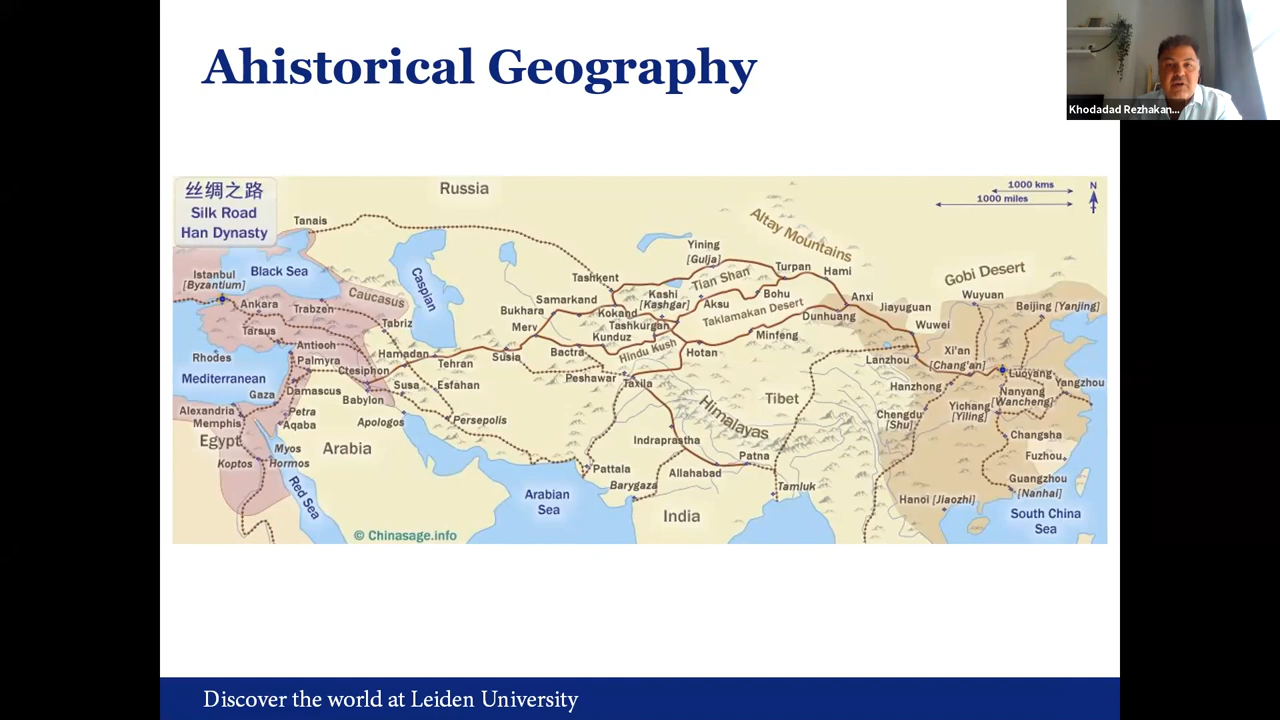 Ahistorical Geography
Khodadad Rezhakan...
丝绸之路
Silk Road
Han Dynasty
Russia
1000 kms
1000 miles
N
Tanais
Altay Mountains
Yining
[Gulja]
Gobi Desert
Istanbul
[Byzantium]
Black Sea
Caspian
Tashkent
Tian Shan
Turpan
Hami
Caucasus
Ankara
Trabzen
Samarkand
Kashi
[Kashgar]
Aksu
Bohu
Anxi
Wuyuan
Beijing [Yanjing]
Bukhara
Kokand
Taklamakan Desert
Dunhuang
Jiayuguan
Tarsus
Tabriz
Merv
Tashkurgan
Kunduz
Minfeng
Wuwei
Antioch
Rhodes
Palmyra
Hamadan
Tehran
Susia
Bactra
Hindu Kush
Hotan
Lanzhou
Xi'an
[Chang'an]
Luoyang
Mediterranean
Ctesiphon
Damascus
Susa
Esfahan
Peshawar
Taxila
Hanzhong
Yangzhou
Gaza
Babylon
Tibet
Nanyang
[Wancheng]
Alexandria
Memphis
Petra
Aqaba
Apologos
Persepolis
Himalayas
Chengdu
[Shu]
Yichang
[Yiling]
Egypt
Arabia
Indraprastha
Changsha
Myos
Hormos
Koptos
Patna
Fuzhou
Red Sea
Pattala
Allahabad
Barygaza
Tamluk
Guangzhou
[Nanhai]
Arabian
Sea
India
Hanoi [Jiaozhi]
South China
Sea
© Chinasage.info
Discover the world at Leiden University